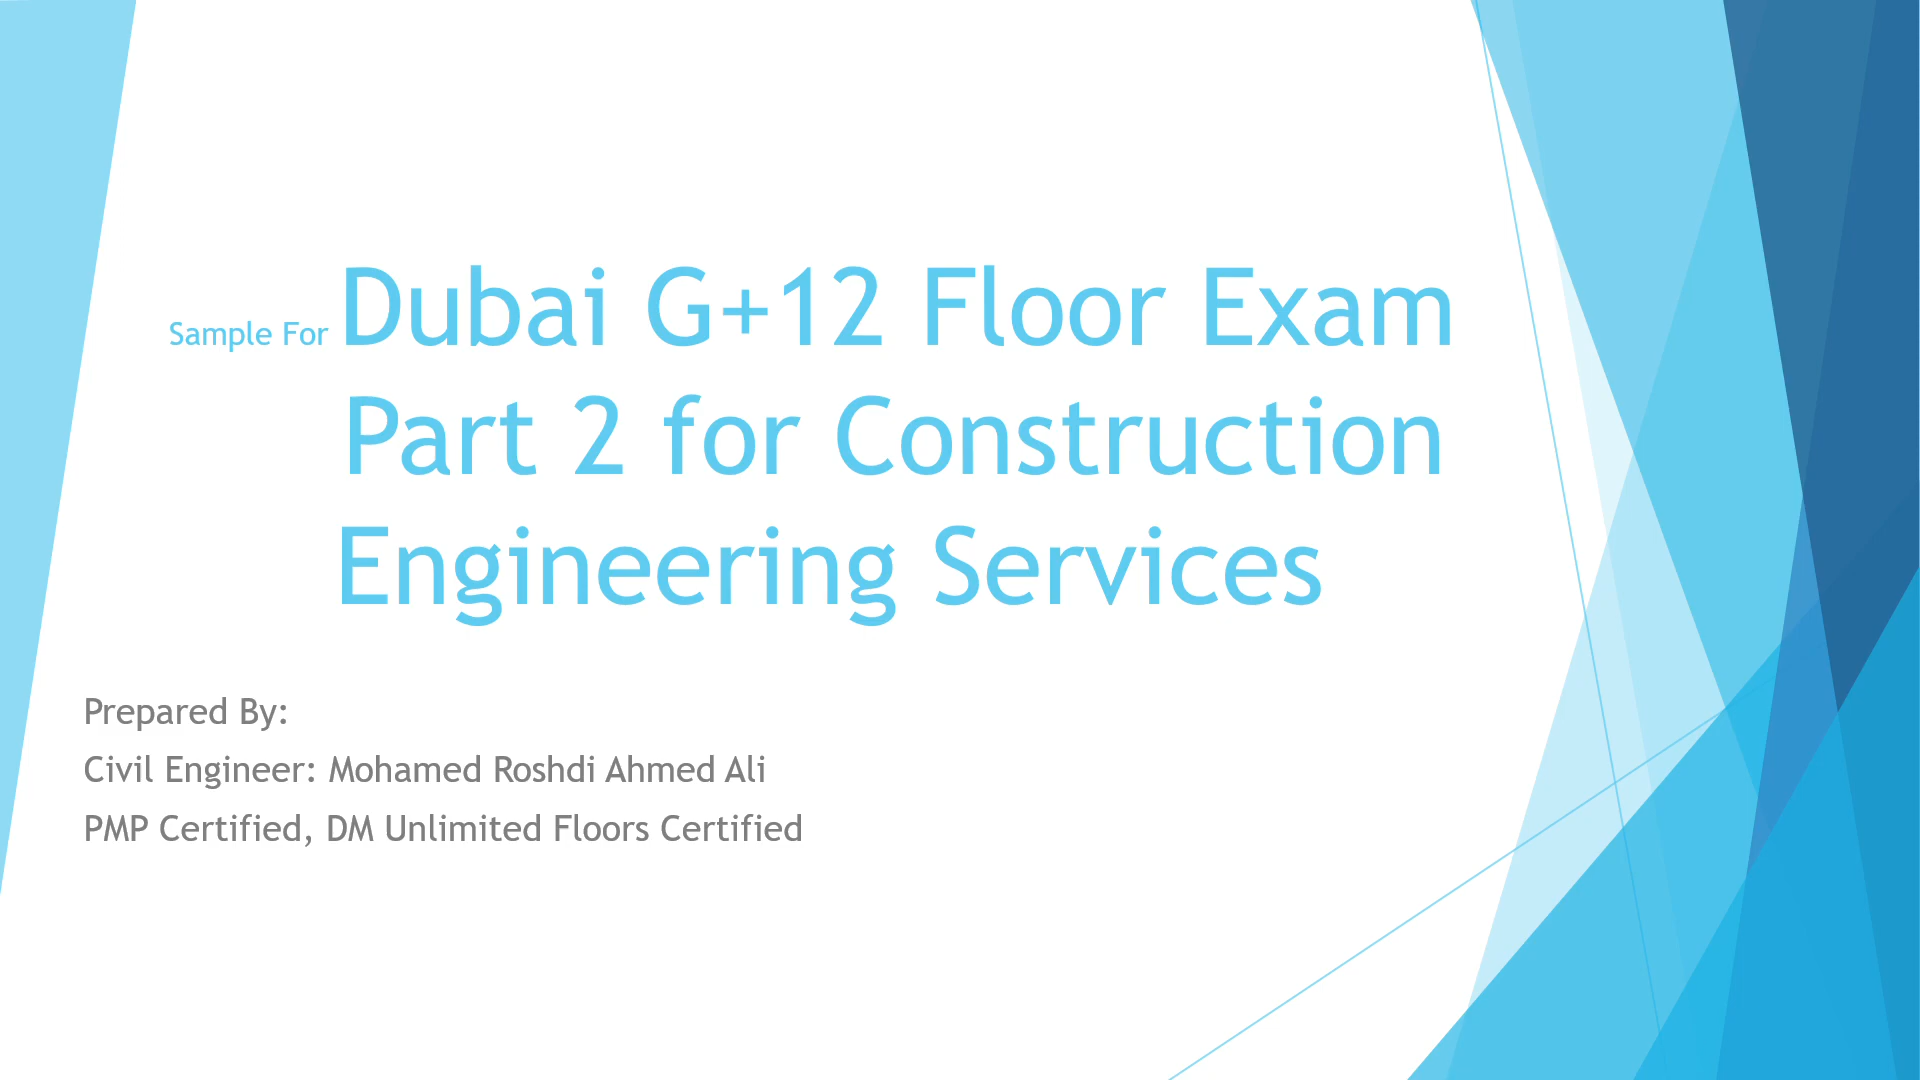 Sample For Dubai G+12 Floor Exam
Part 2 for Construction
Engineering Services
Prepared By:
Civil Engineer: Mohamed Roshdi Ahmed Ali
PMP Certified, DM Unlimited Floors Certified